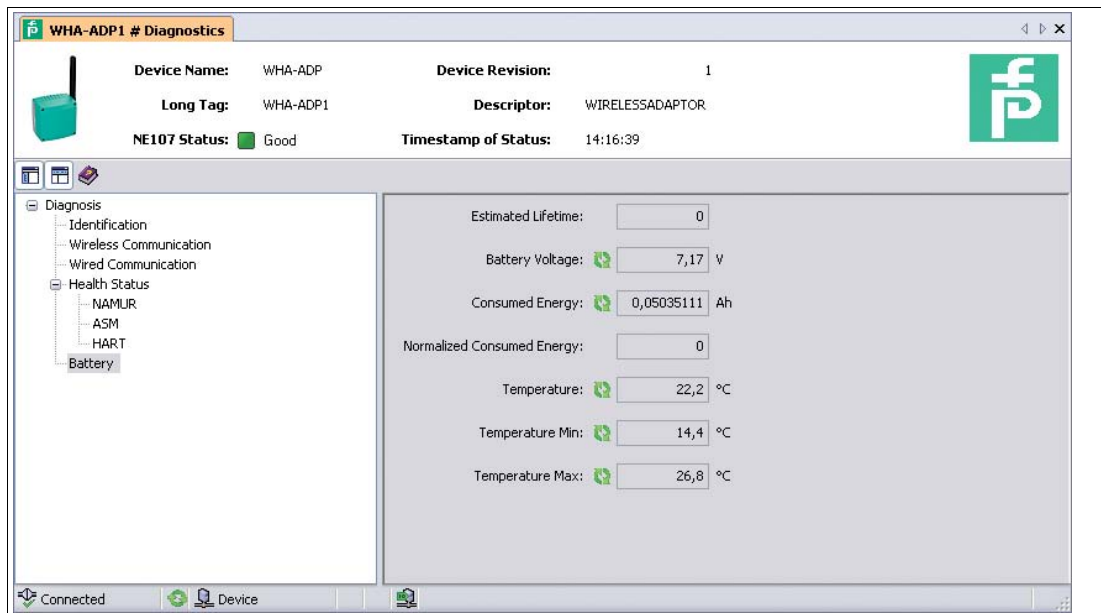 WHA-ADP1 # Diagnostics
Device Name: WHA-ADP Device Revision: 1
Long Tag: WHA-ADP1 Descriptor: WIRELESSADAPTOR
NE107 Status: Good Timestamp of Status: 14:16:39
Diagnosis
Identification
Wireless Communication
Wired Communication
Health Status
NAMUR
ASM
HART
Battery
Estimated Lifetime: 0
Battery Voltage: 7,17 V
Consumed Energy: 0,05035111 Ah
Normalized Consumed Energy: 0
Temperature: 22,2 °C
Temperature Min: 14,4 °C
Temperature Max: 26,8 °C
Connected Device